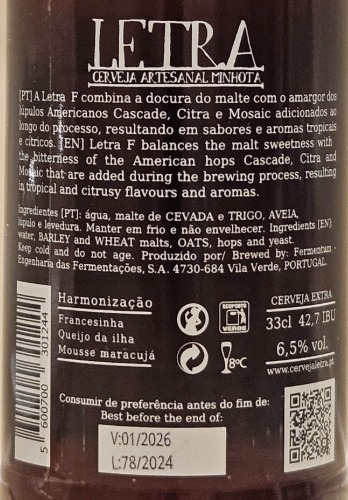 LETRA
CERVEJA ARTESANAL MINHOTA
[PT] A Letra F combina a docura do malte com o amargor dos
lúpulos Americanos Cascade, Citra e Mosaic adicionados ao
longo do processo, resultando em sabores e aromas tropicais
e cítricos. EN] Letra F balances the malt sweetness with
the bitterness of the American hops Cascade, Citra and
Mosaic that are added during the brewing process, resulting
in tropical and citrusy flavours and aromas.
Ingredientes [PT]: água, malte de CEVADA e TRIGO, AVEIA,
lúpulo e levedura. Manter em frio e não envelhecer. Ingredients [EN]:
water, BARLEY and WHEAT malts, OATS, hops and yeast.
Keep cold and do not age. Produzido por/ Brewed by: Fermentum -
Engenharia das Fermentações, S.A. 4730-684 Vila Verde, PORTUGAL.
Harmonização
Francesinha
Queijo da ilha
Mousse maracujá
ECOPONTO
VERDE
8ºC
CERVEJA EXTRA
33cl 42,7 IBU
6,5% vol.
www.cervejaletra.pt
5 600700 301244
Consumir de preferência antes do fim de:
Best before the end of:
V:01/2026
L:78/2024